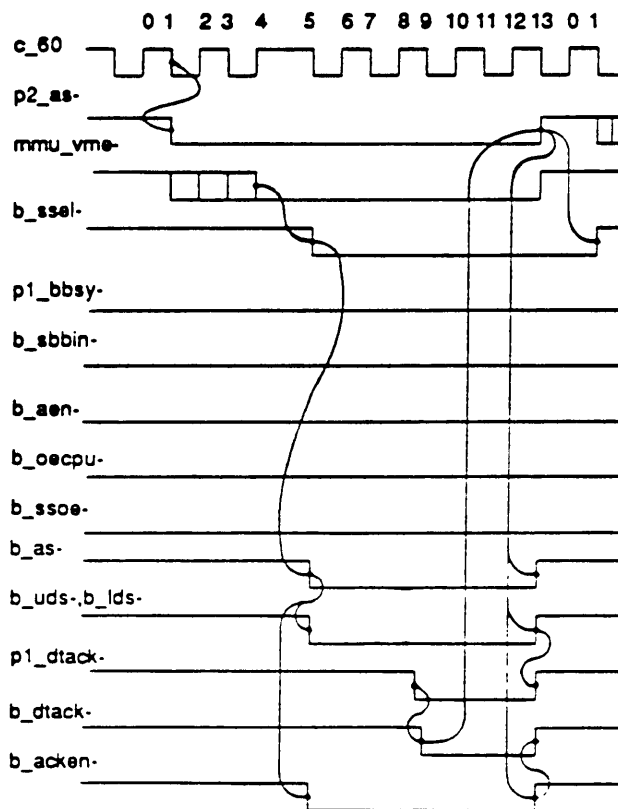 0 1 2 3 4 5 6 7 8 9 10 11 12 13 0 1
c_60
p2_as-
mmu_vme-
b_ssel-
p1_bbsy-
b_sbbin-
b_aen-
b_oecpu-
b_ssoe-
b_as-
b_uds-,b_lds-
p1_dtack-
b_dtack-
b_acken-